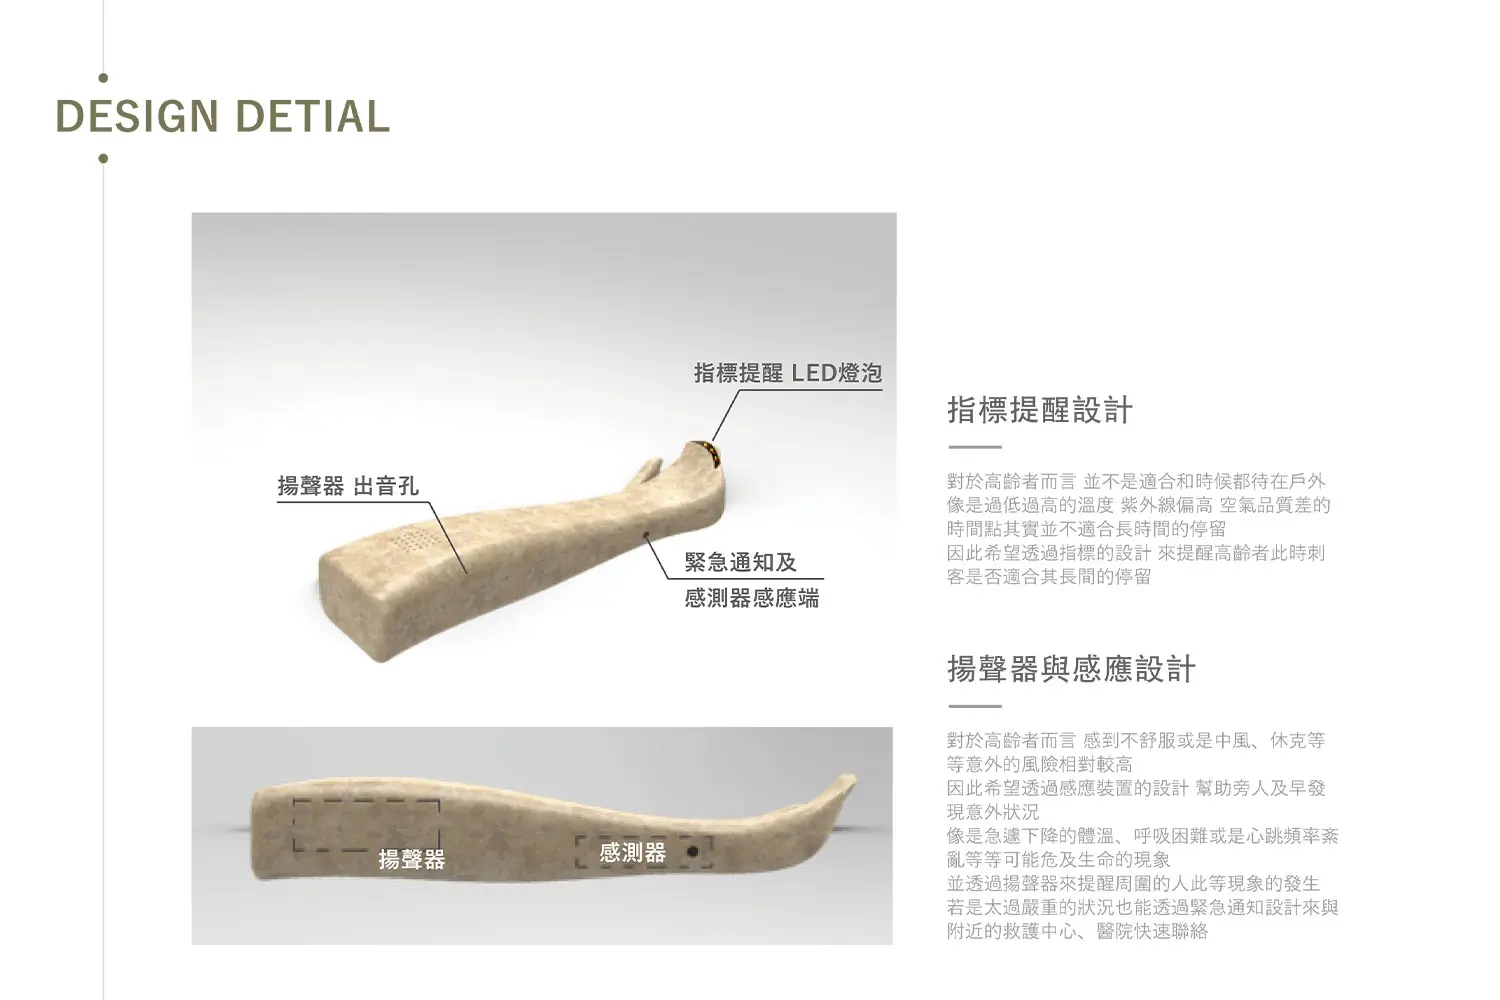 DESIGN DETIAL
指標提醒 LED燈泡
揚聲器 出音孔
緊急通知及
感測器感應端
揚聲器
感測器
指標提醒設計
對於高齡者而言 並不是適合和時候都待在戶外
像是過低過高的溫度 紫外線偏高 空氣品質差的
時間點其實並不適合長時間的停留
因此希望透過指標的設計 來提醒高齡者此時刺
客是否適合其長間的停留
揚聲器與感應設計
對於高齡者而言 感到不舒服或是中風、休克等
等意外的風險相對較高
因此希望透過感應裝置的設計 幫助旁人及早發
現意外狀況
像是急遽下降的體溫、呼吸困難或是心跳頻率紊
亂等等可能危及生命的現象
並透過揚聲器來提醒周圍的人此等現象的發生
若是太過嚴重的狀況也能透過緊急通知設計來與
附近的救護中心、醫院快速聯絡